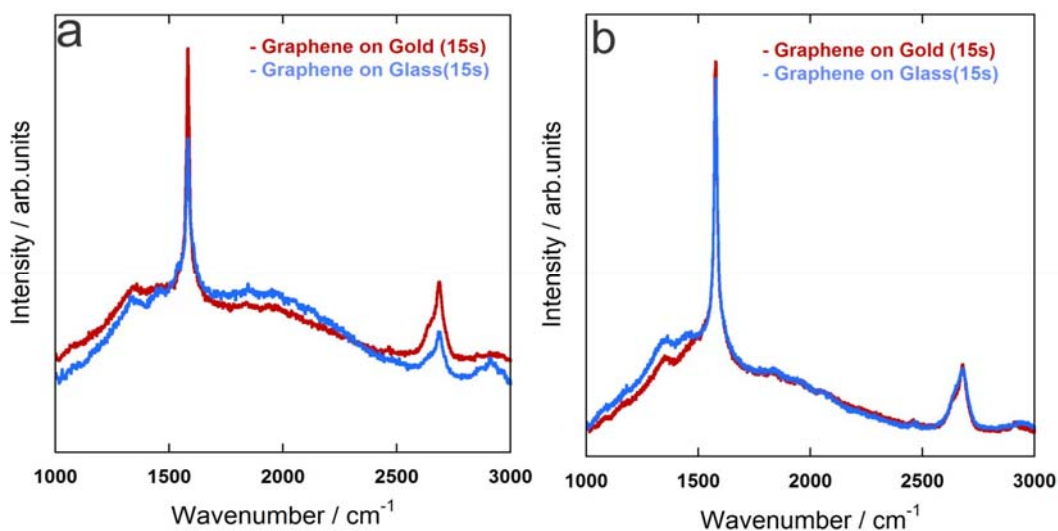 a
- Graphene on Gold (15s)
- Graphene on Glass(15s)
Intensity / arb.units
1000 1500 2000 2500 3000
Wavenumber / cm-1
b
- Graphene on Gold (15s)
- Graphene on Glass(15s)
Intensity / arb.units
1000 1500 2000 2500 3000
Wavenumber / cm-1